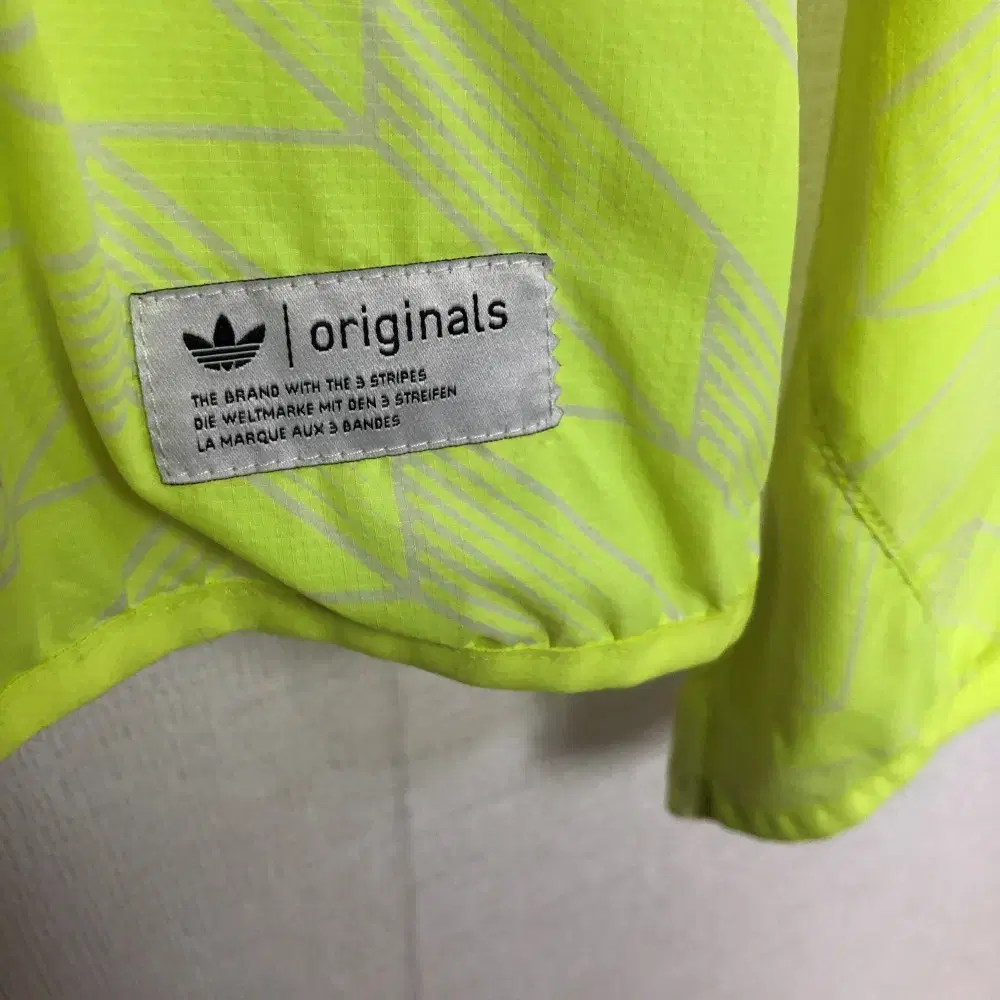 originals
THE BRAND WITH THE 3 STRIPES
DIE WELTMARKE MIT DEN 3 STREIFEN
LA MARQUE AUX 3 BANDES